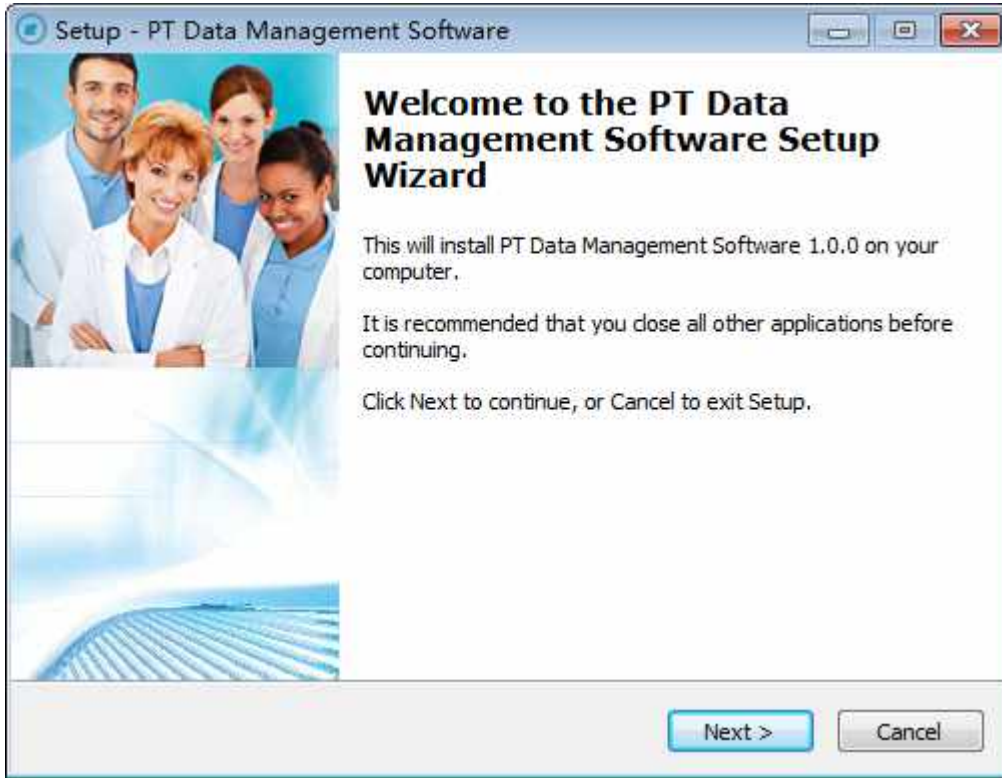 Setup - PT Data Management Software
Welcome to the PT Data
Management Software Setup
Wizard
This will install PT Data Management Software 1.0.0 on your
computer.
It is recommended that you close all other applications before
continuing.
Click Next to continue, or Cancel to exit Setup.
Next >
Cancel